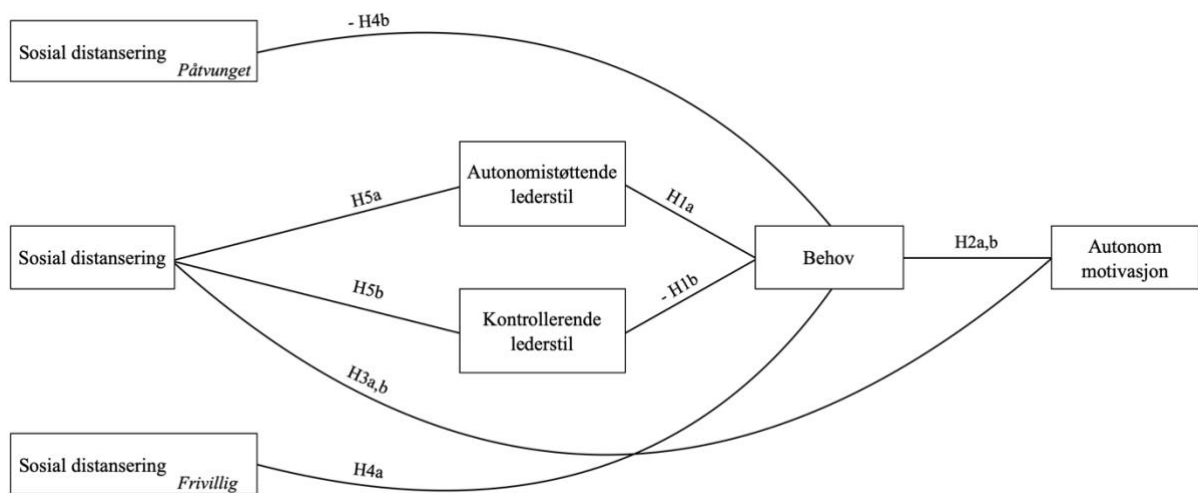 - H4b
Sosial distansering
Påtvunget
Autonomistøttende
lederstil
H5a
H1a
Sosial distansering
Behov
H2a,b
Autonom
motivasjon
H5b
- H1b
Kontrollerende
lederstil
H3a,b
Sosial distansering
Frivillig
H4a